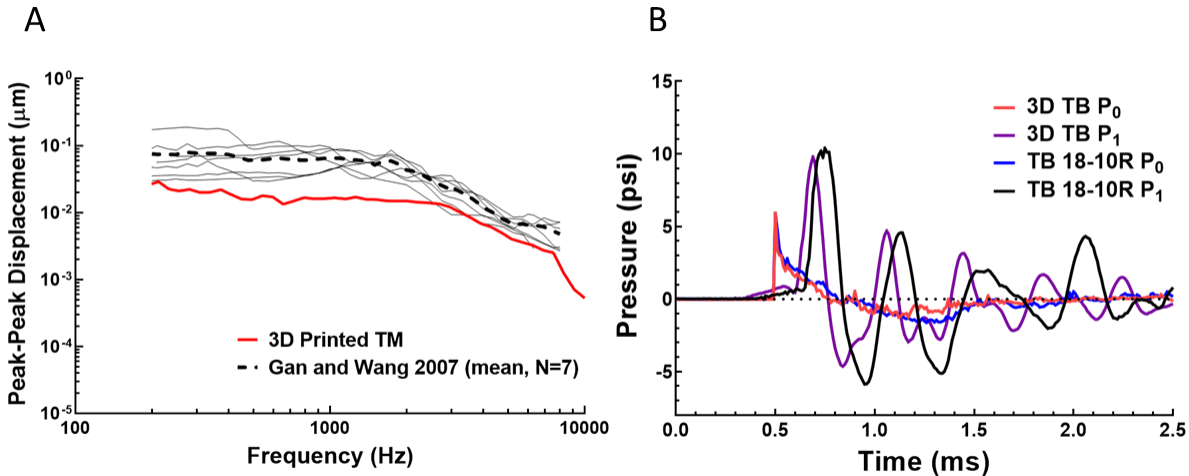 A
Peak-Peak Displacement (μm)
10⁰
10⁻¹
10⁻²
10⁻³
10⁻⁴
10⁻⁵
3D Printed TM
Gan and Wang 2007 (mean, N=7)
100
1000
10000
Frequency (Hz)
B
Pressure (psi)
15
10
5
0
-5
3D TB P₀
3D TB P₁
TB 18-10R P₀
TB 18-10R P₁
0.0
0.5
1.0
1.5
2.0
2.5
Time (ms)